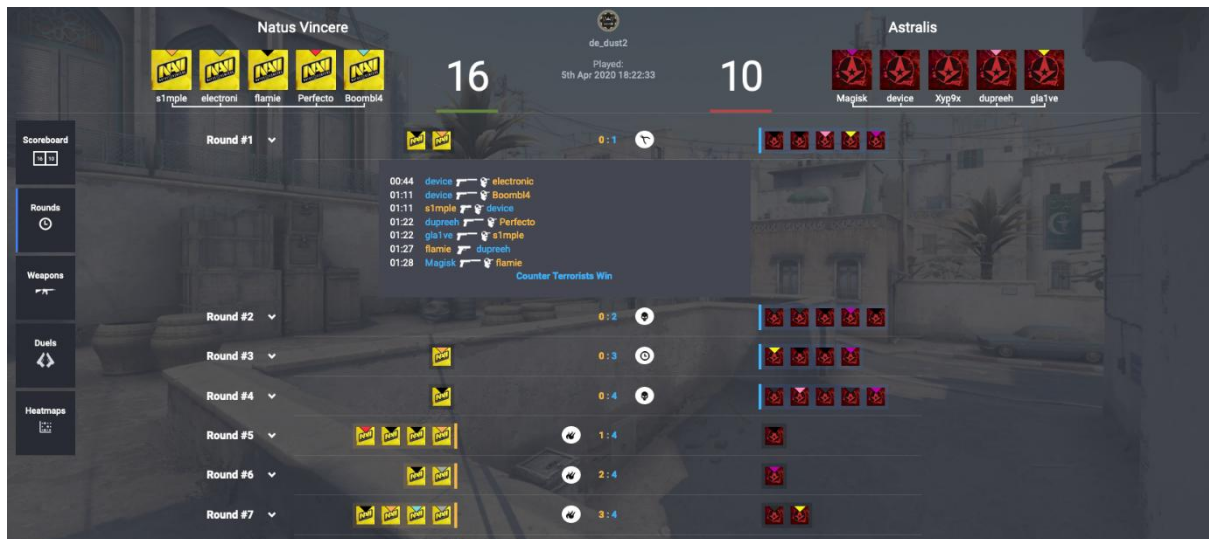 Natus Vincere
Astralis
de_dust2
Played:
5th Apr 2020 18:22:33
16
10
s1mple electroni flamie Perfecto Boombl4
Magisk device Xyp9x dupreeh gla1ve
Scoreboard
16 10
Rounds
Weapons
Duels
Heatmaps
Round #1 0:1
00:44 device electronic
01:11 device Boombl4
01:11 s1mple device
01:22 dupreeh Perfecto
01:22 gla1ve s1mple
01:27 flamie dupreeh
01:28 Magisk flamie
Counter Terrorists Win
Round #2 0:2
Round #3 0:3
Round #4 0:4
Round #5 1:4
Round #6 2:4
Round #7 3:4